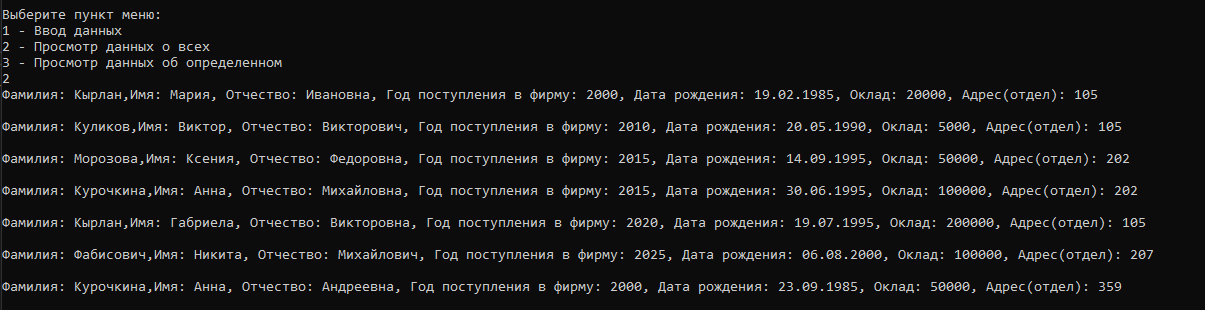 Выберите пункт меню:
1 - Ввод данных
2 - Просмотр данных о всех
3 - Просмотр данных об определенном
2
Фамилия: Кырлан,Имя: Мария, Отчество: Ивановна, Год поступления в фирму: 2000, Дата рождения: 19.02.1985, Оклад: 20000, Адрес(отдел): 105
Фамилия: Куликов,Имя: Виктор, Отчество: Викторович, Год поступления в фирму: 2010, Дата рождения: 20.05.1990, Оклад: 5000, Адрес(отдел): 105
Фамилия: Морозова,Имя: Ксения, Отчество: Федоровна, Год поступления в фирму: 2015, Дата рождения: 14.09.1995, Оклад: 50000, Адрес(отдел): 202
Фамилия: Курочкина,Имя: Анна, Отчество: Михайловна, Год поступления в фирму: 2015, Дата рождения: 30.06.1995, Оклад: 100000, Адрес(отдел): 202
Фамилия: Кырлан,Имя: Габриела, Отчество: Викторовна, Год поступления в фирму: 2020, Дата рождения: 19.07.1995, Оклад: 200000, Адрес(отдел): 105
Фамилия: Фабисович,Имя: Никита, Отчество: Михайлович, Год поступления в фирму: 2025, Дата рождения: 06.08.2000, Оклад: 100000, Адрес(отдел): 207
Фамилия: Курочкина,Имя: Анна, Отчество: Андреевна, Год поступления в фирму: 2000, Дата рождения: 23.09.1985, Оклад: 50000, Адрес(отдел): 359